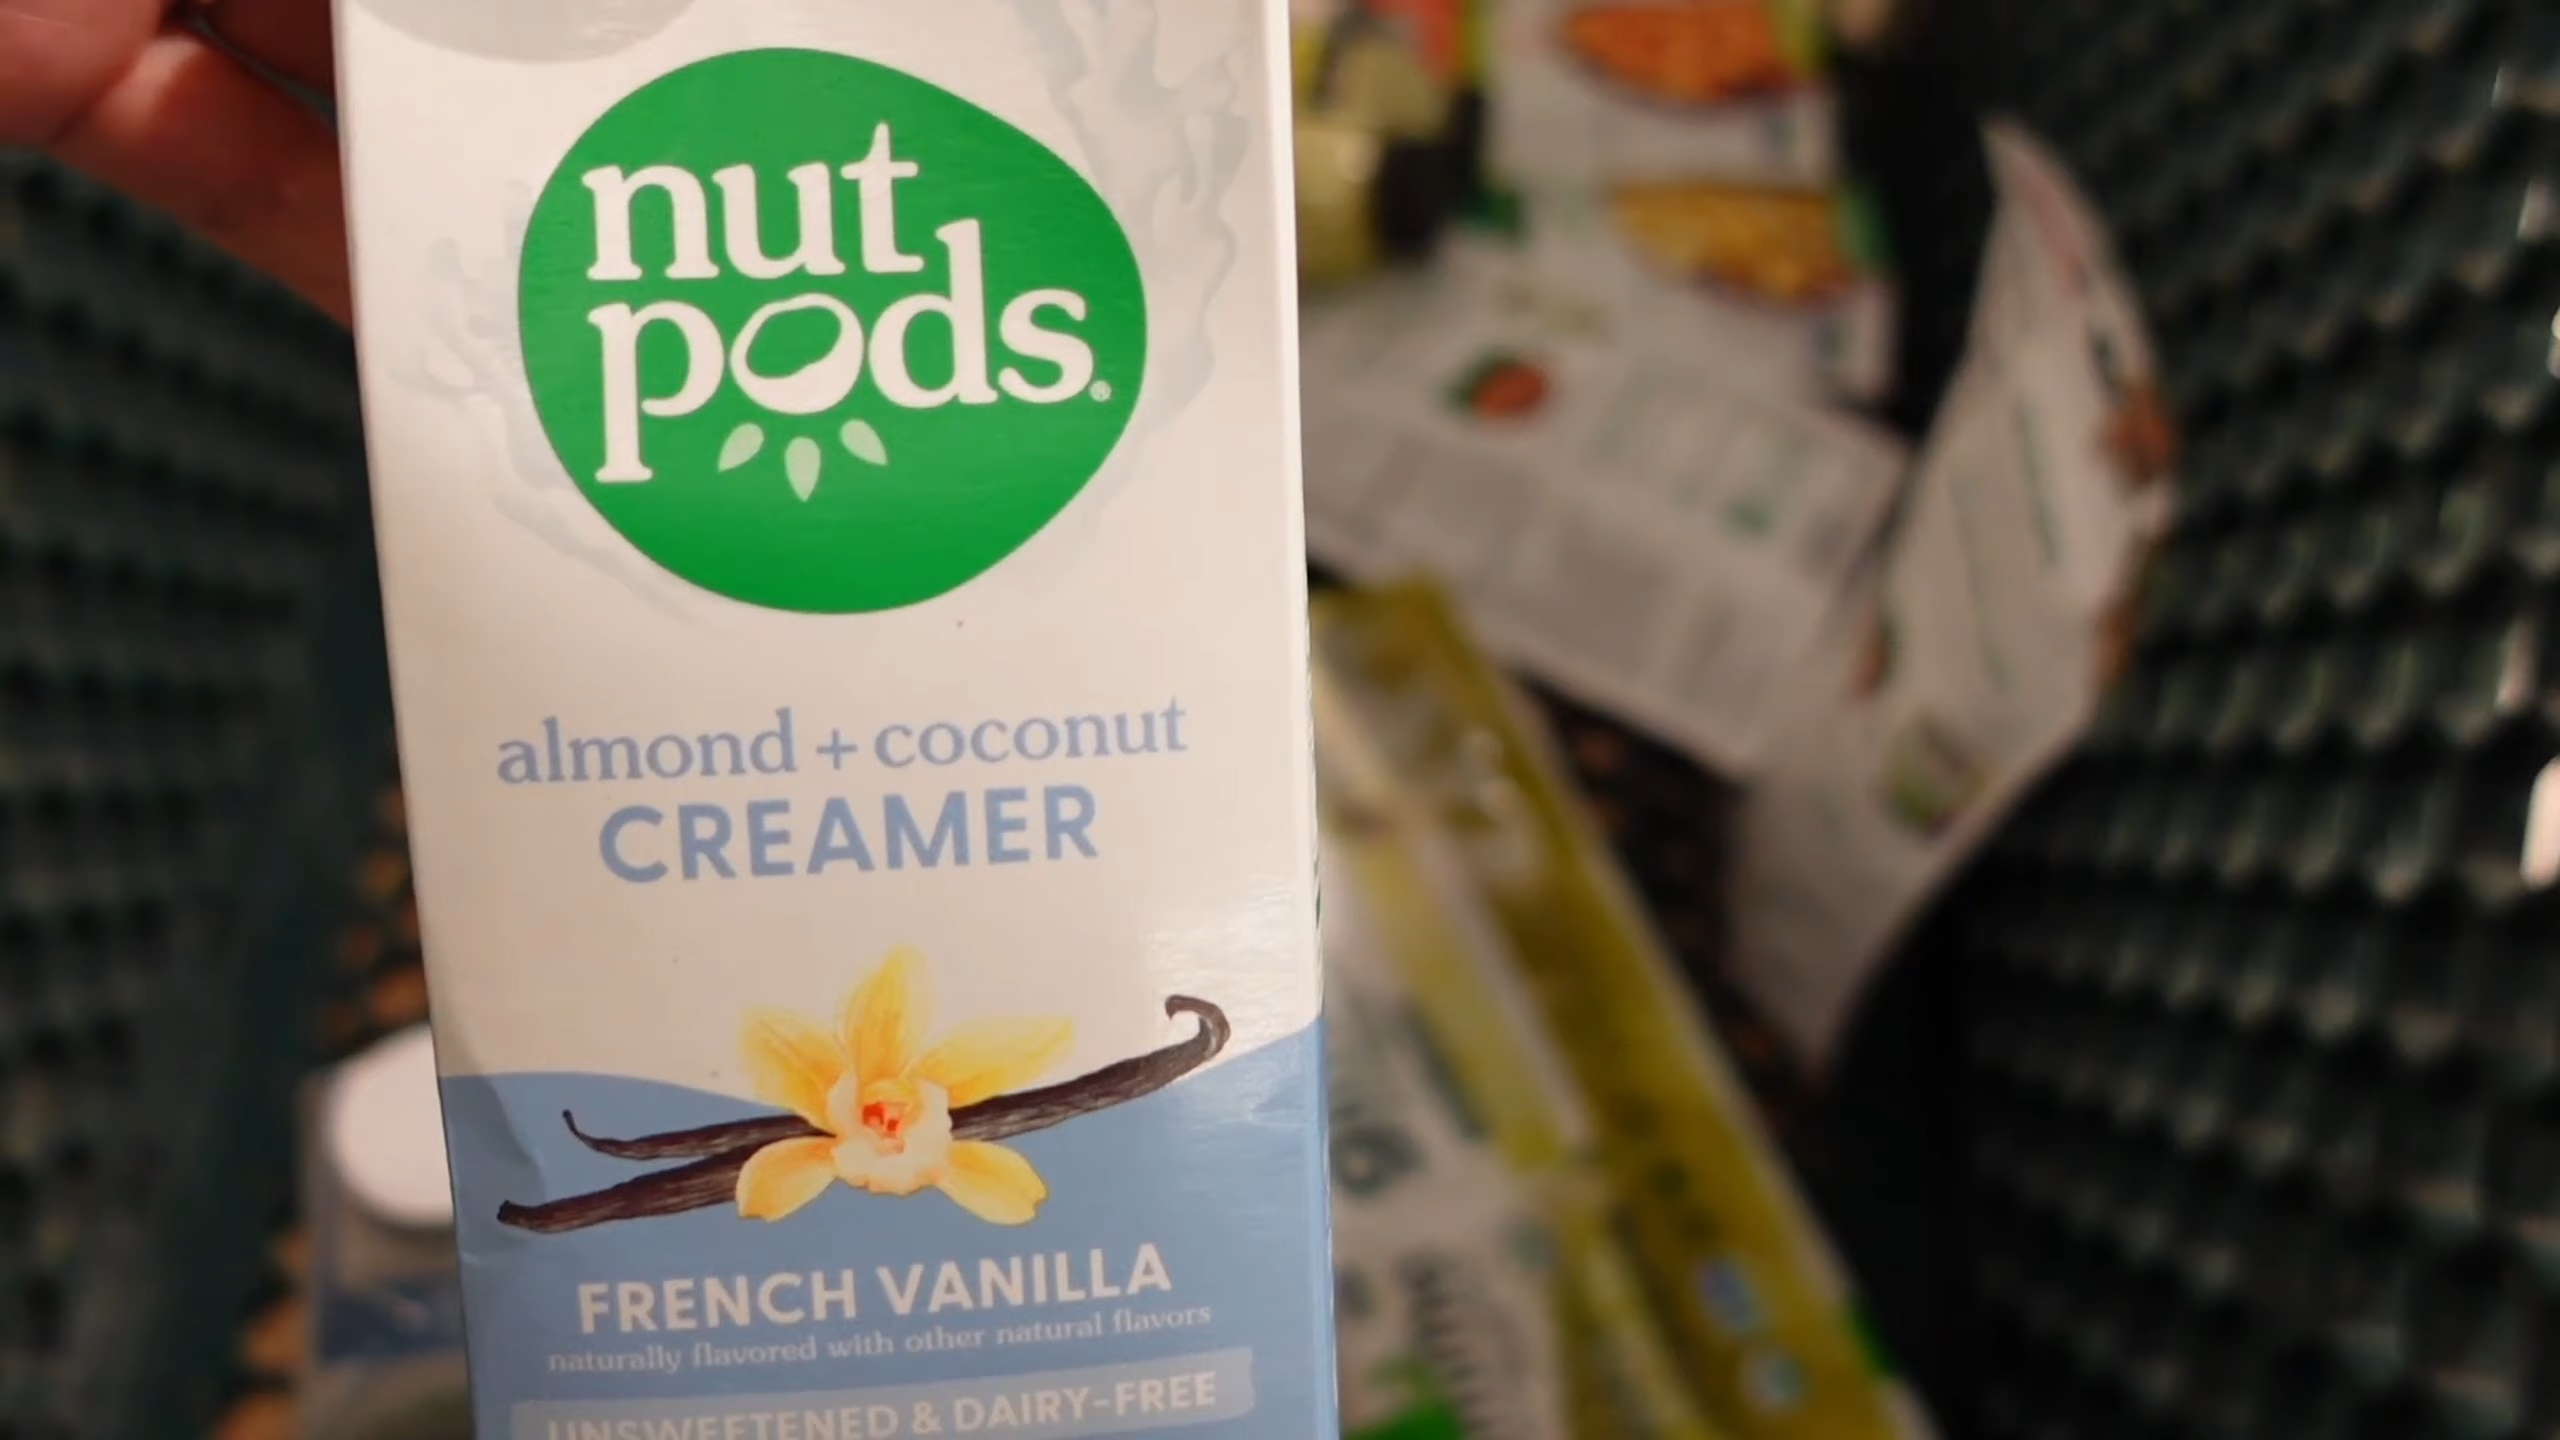 nut
pods®
almond + coconut
CREAMER
FRENCH VANILLA
naturally flavored with other natural flavors
UNSWEETENED & DAIRY-FREE